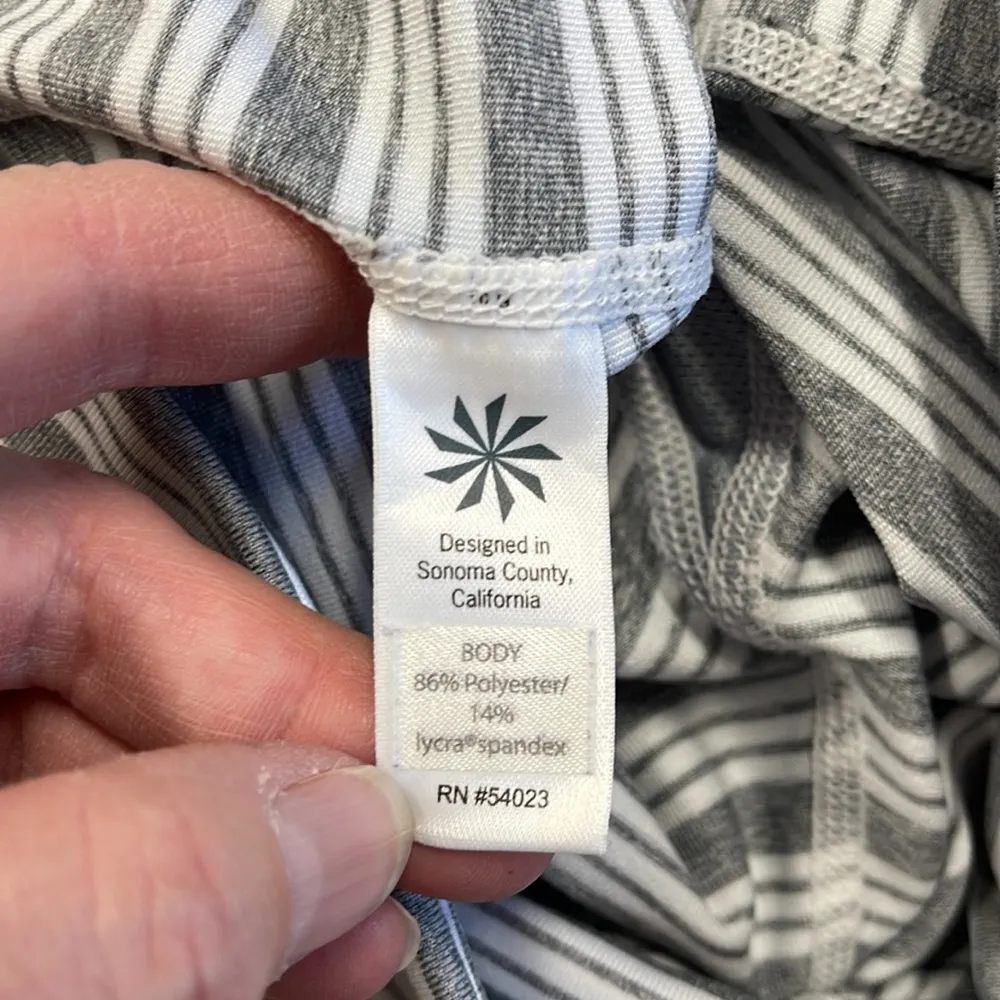 Designed in
Sonoma County,
California
BODY
86% Polyester/
14%
lycra®spandex
RN #54023